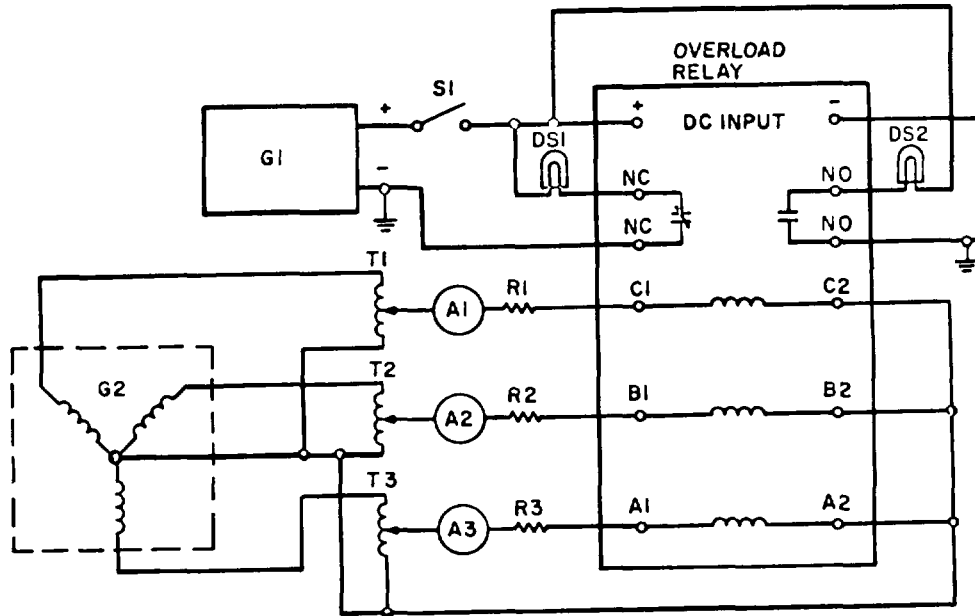 OVERLOAD
RELAY
S1
+
+
DC INPUT
-
G1
DS1
DS2
-
NC
NO
NC
NO
T1
A1
R1
C1
C2
G2
T2
A2
R2
B1
B2
T3
A3
R3
A1
A2